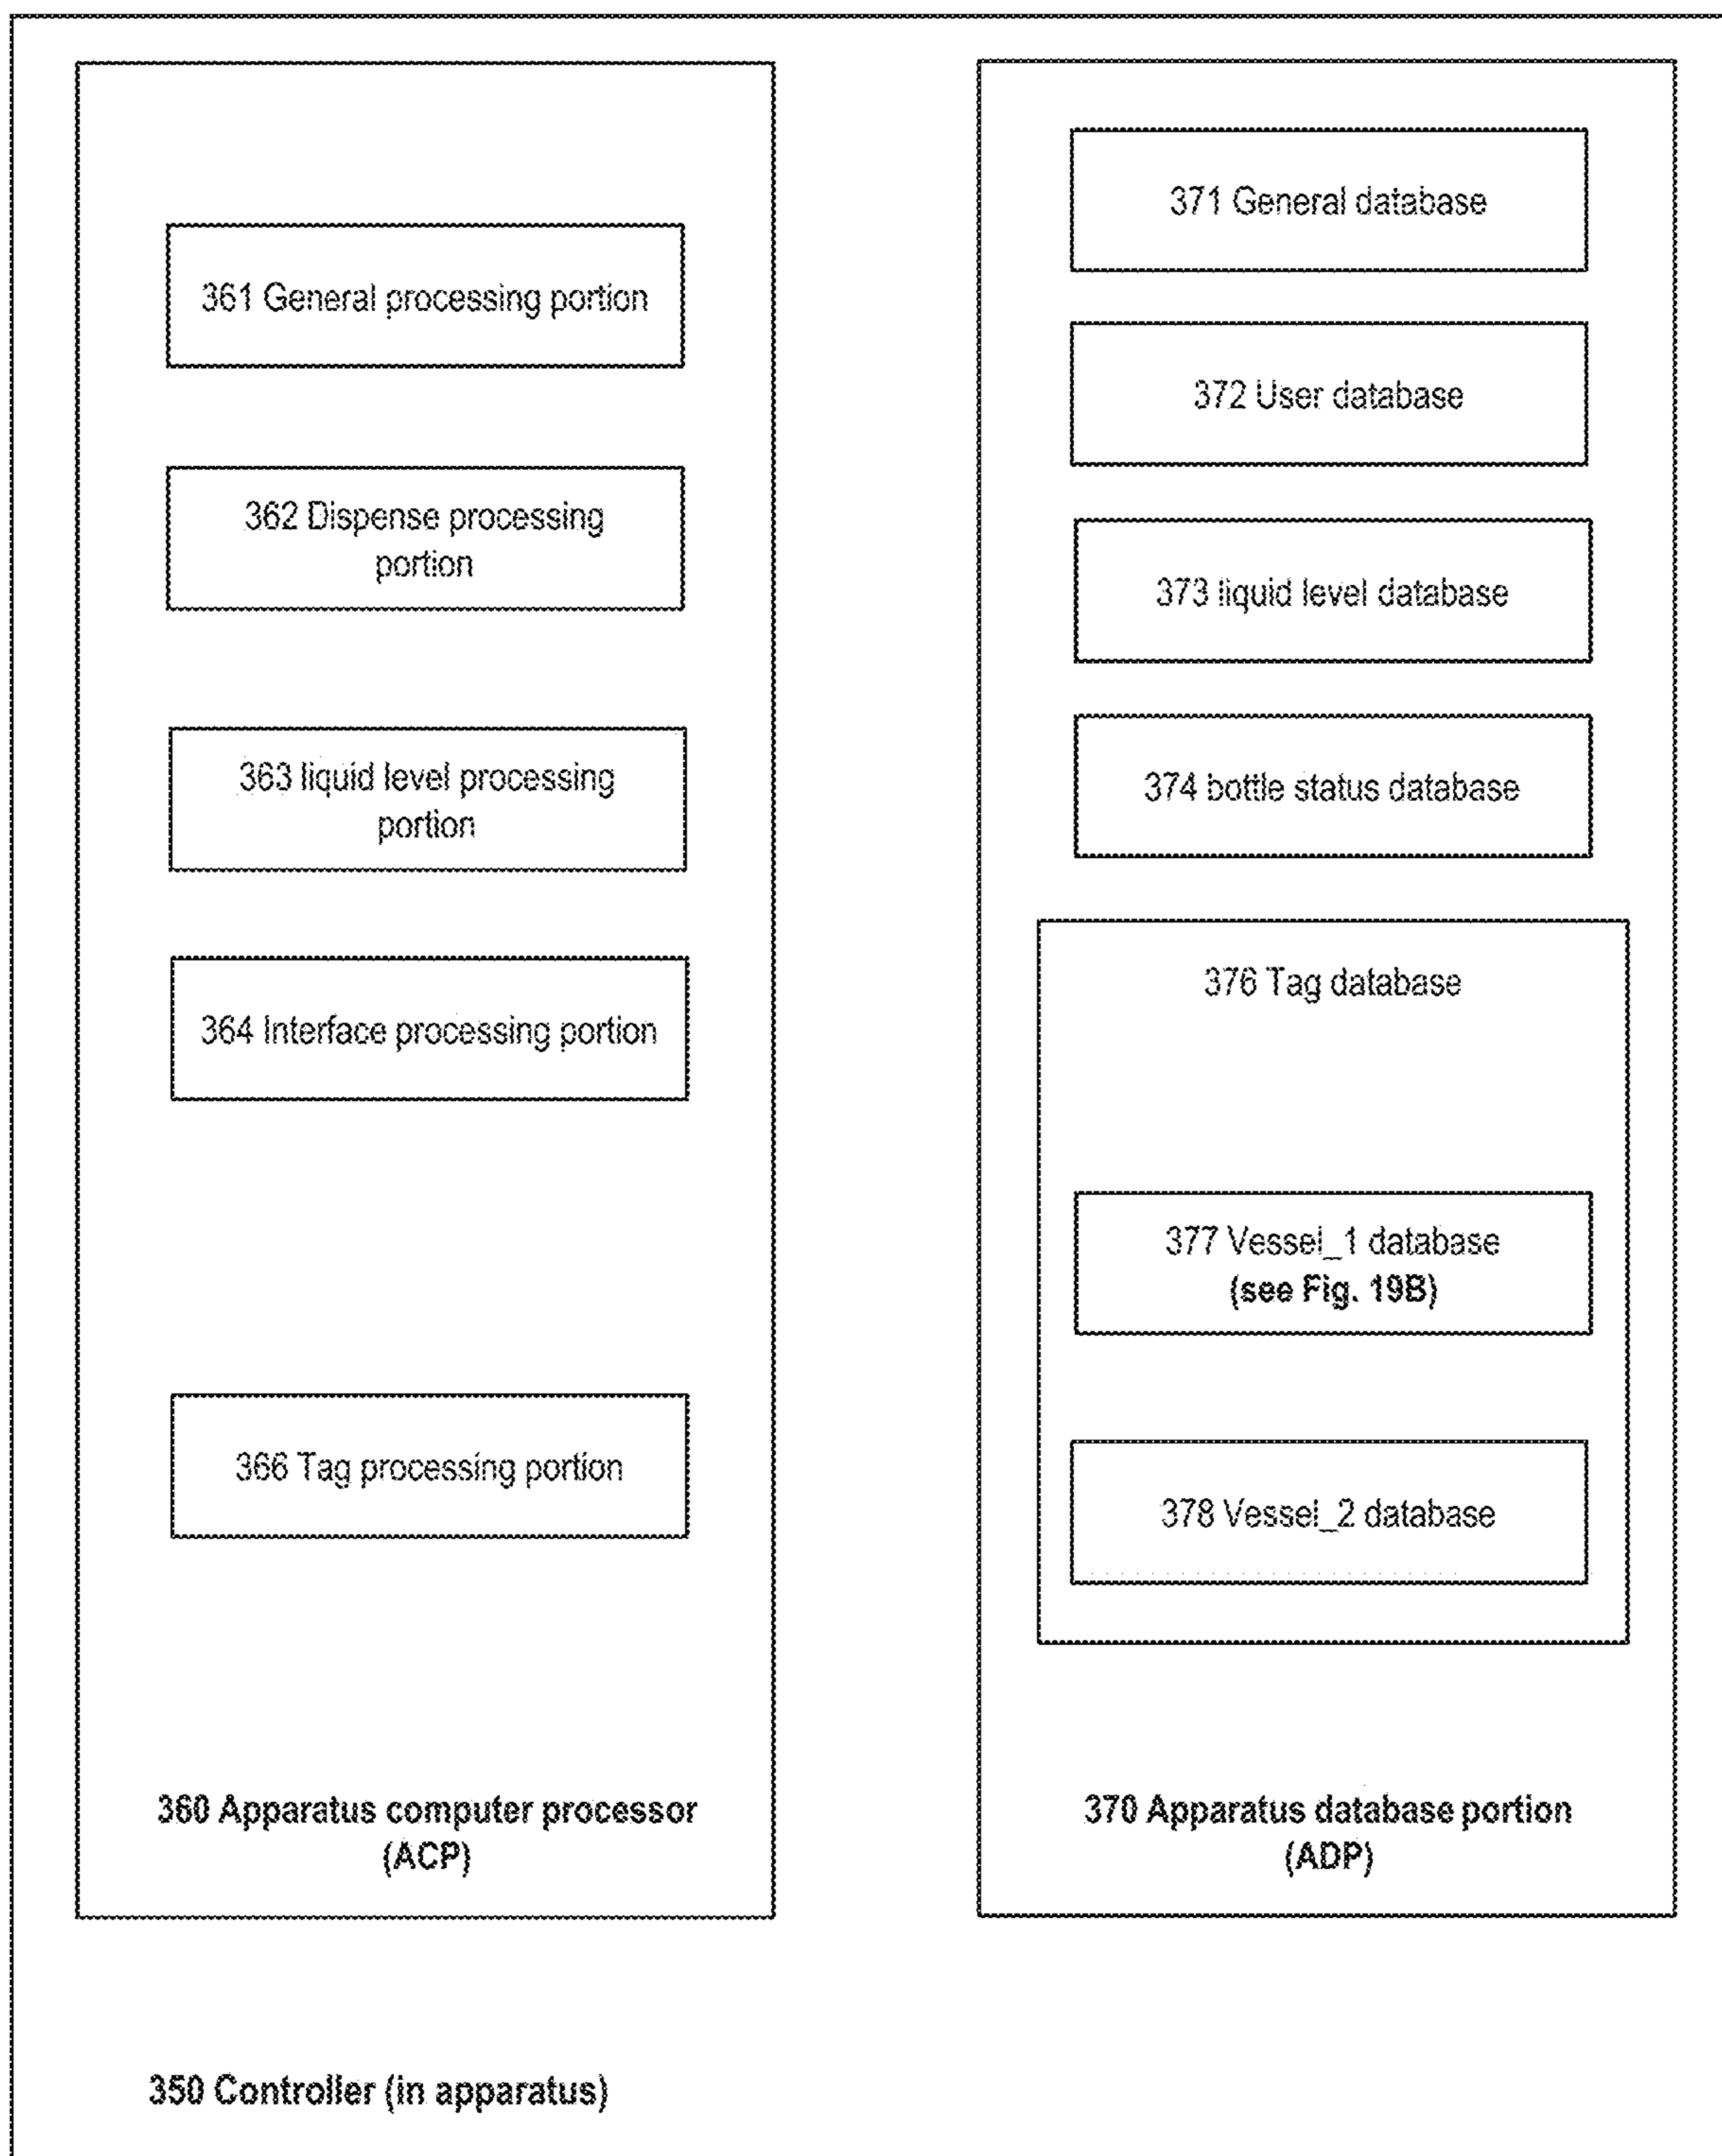 361 General processing portion
362 Dispense processing
portion
363 liquid level processing
portion
364 Interface processing portion
366 Tag processing portion
360 Apparatus computer processor
(ACP)
371 General database
372 User database
373 liquid level database
374 bottle status database
376 Tag database
377 Vessel_1 database
(see Fig. 19B)
378 Vessel_2 database
370 Apparatus database portion
(ADP)
350 Controller (in apparatus)